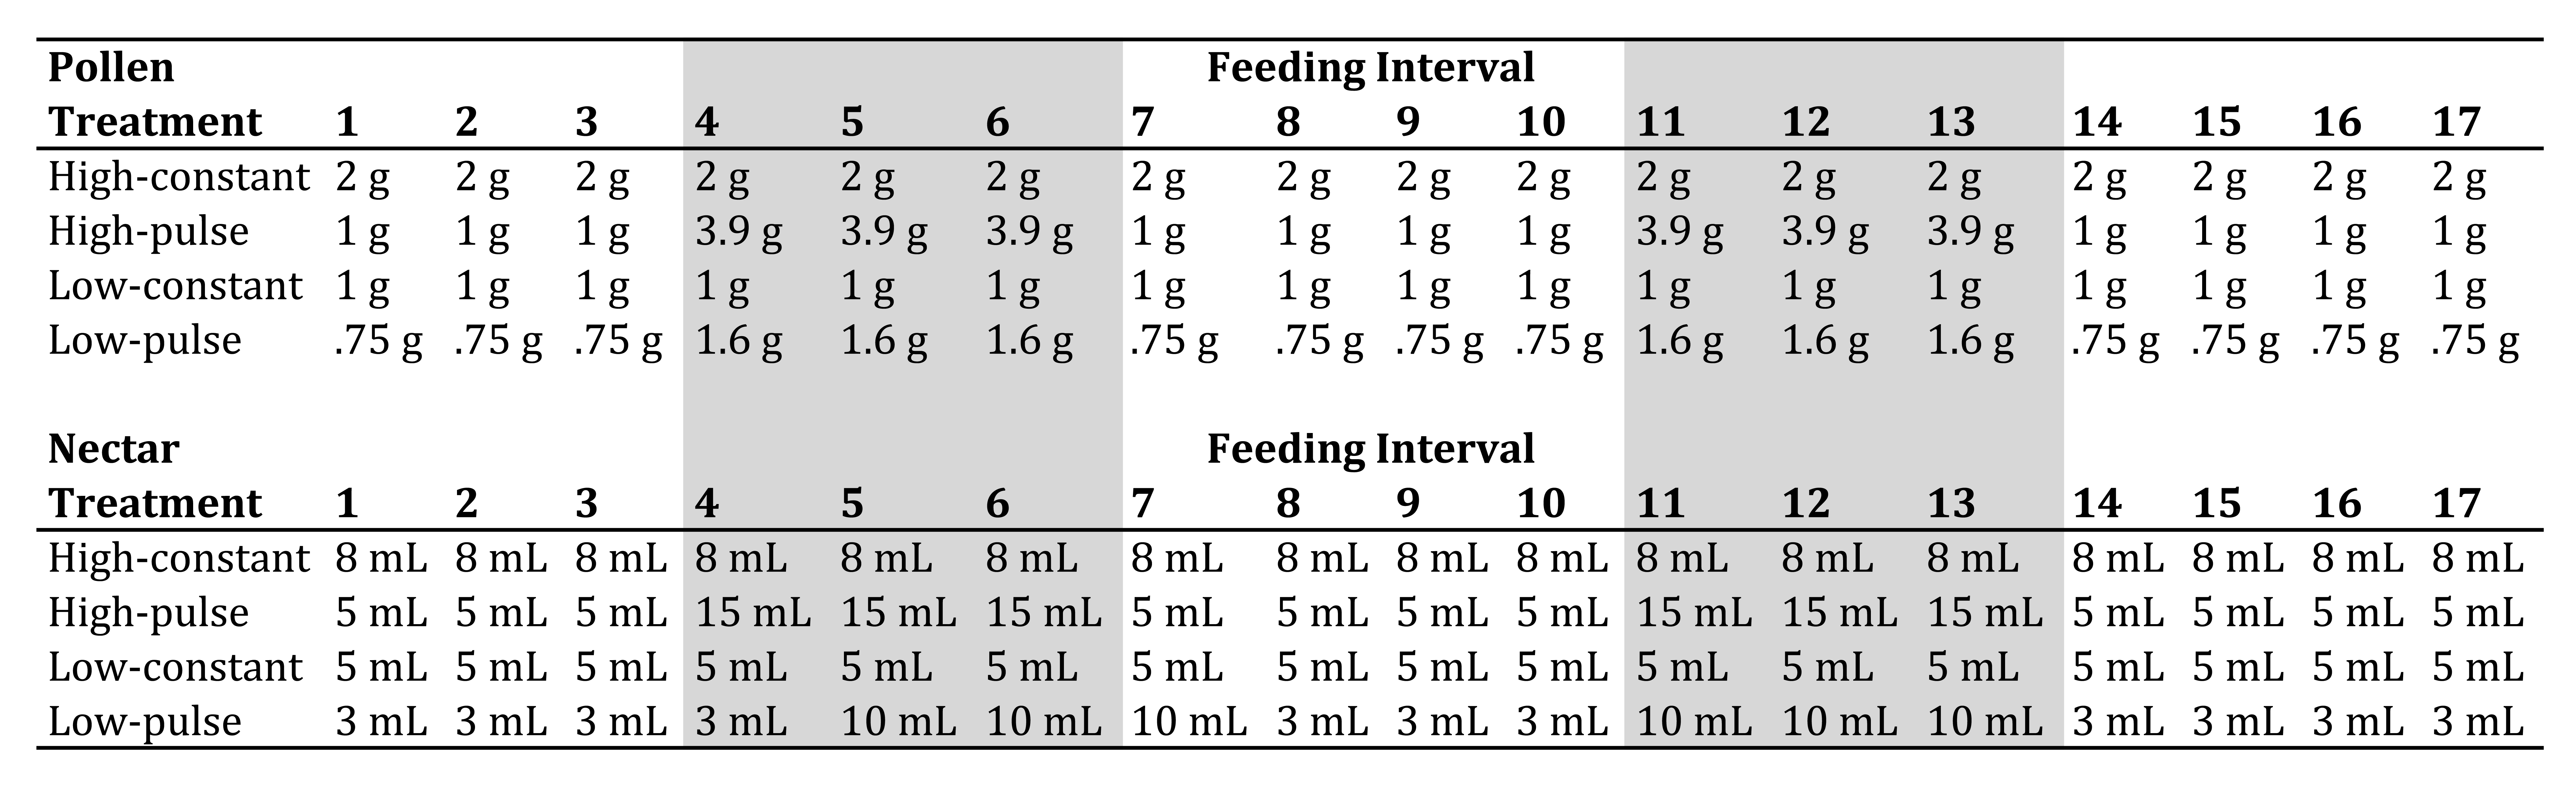 Pollen Feeding Interval
Treatment 1 2 3 4 5 6 7 8 9 10 11 12 13 14 15 16 17
High-constant 2 g 2 g 2 g 2 g 2 g 2 g 2 g 2 g 2 g 2 g 2 g 2 g 2 g 2 g 2 g 2 g 2 g
High-pulse 1 g 1 g 1 g 3.9 g 3.9 g 3.9 g 1 g 1 g 1 g 1 g 3.9 g 3.9 g 3.9 g 1 g 1 g 1 g 1 g
Low-constant 1 g 1 g 1 g 1 g 1 g 1 g 1 g 1 g 1 g 1 g 1 g 1 g 1 g 1 g 1 g 1 g 1 g
Low-pulse .75 g .75 g .75 g 1.6 g 1.6 g 1.6 g .75 g .75 g .75 g .75 g 1.6 g 1.6 g 1.6 g .75 g .75 g .75 g .75 g
Nectar Feeding Interval
Treatment 1 2 3 4 5 6 7 8 9 10 11 12 13 14 15 16 17
High-constant 8 mL 8 mL 8 mL 8 mL 8 mL 8 mL 8 mL 8 mL 8 mL 8 mL 8 mL 8 mL 8 mL 8 mL 8 mL 8 mL 8 mL
High-pulse 5 mL 5 mL 5 mL 15 mL 15 mL 15 mL 5 mL 5 mL 5 mL 5 mL 15 mL 15 mL 15 mL 5 mL 5 mL 5 mL 5 mL
Low-constant 5 mL 5 mL 5 mL 5 mL 5 mL 5 mL 5 mL 5 mL 5 mL 5 mL 5 mL 5 mL 5 mL 5 mL 5 mL 5 mL 5 mL
Low-pulse 3 mL 3 mL 3 mL 3 mL 10 mL 10 mL 10 mL 3 mL 3 mL 3 mL 10 mL 10 mL 10 mL 3 mL 3 mL 3 mL 3 mL